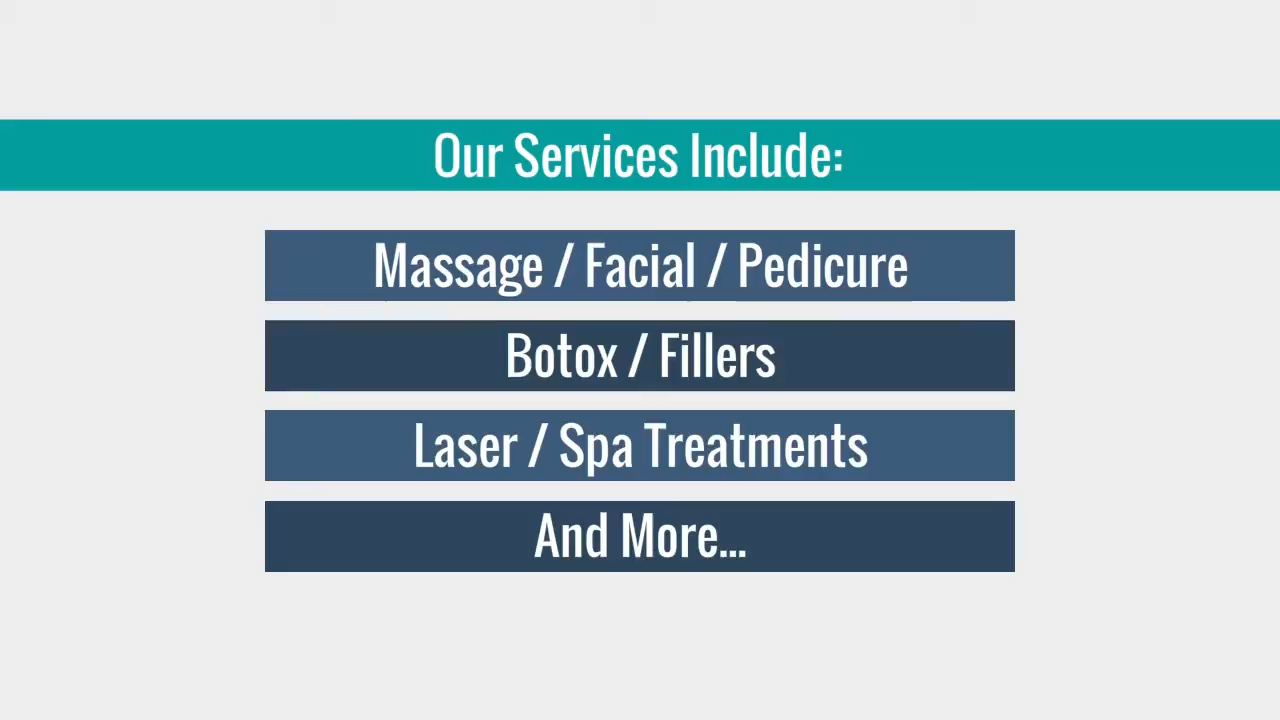 Our Services Include:
Massage / Facial / Pedicure
Botox / Fillers
Laser / Spa Treatments
And More...